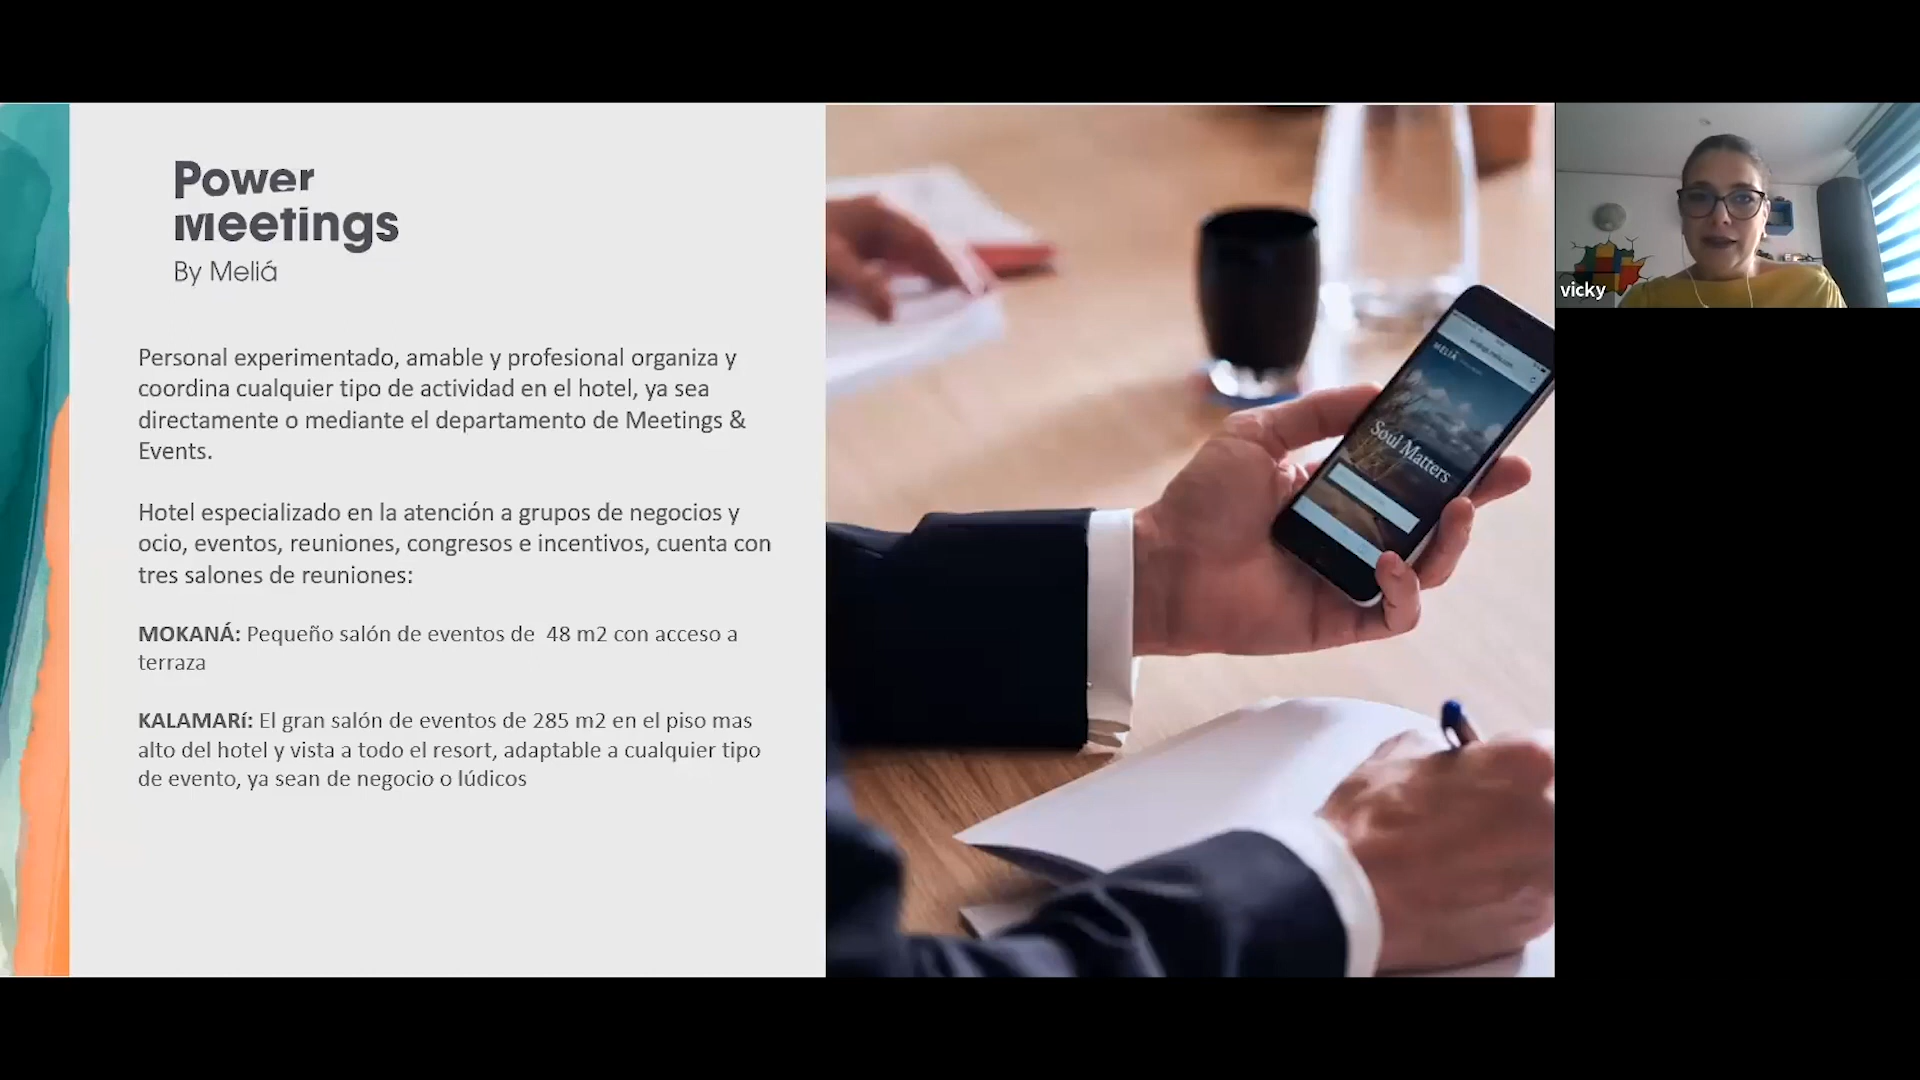 Power
meetings
By Meliá
Personal experimentado, amable y profesional organiza y
coordina cualquier tipo de actividad en el hotel, ya sea
directamente o mediante el departamento de Meetings &
Events.
Hotel especializado en la atención a grupos de negocios y
ocio, eventos, reuniones, congresos e incentivos, cuenta con
tres salones de reuniones:
MOKANÁ: Pequeño salón de eventos de 48 m2 con acceso a
terraza
KALAMARí: El gran salón de eventos de 285 m2 en el piso mas
alto del hotel y vista a todo el resort, adaptable a cualquier tipo
de evento, ya sean de negocio o lúdicos
MELIÁ
Soul Matters
vicky